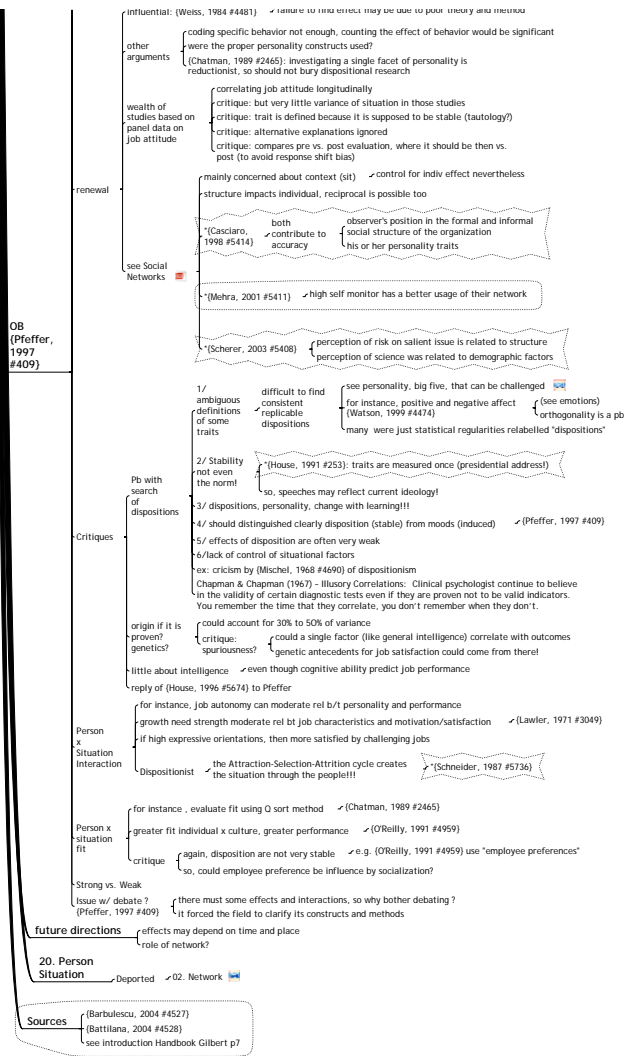 influential: {Weiss, 1984 #4481}
failure to find effect may be due to poor theory and method
other
arguments
coding specific behavior not enough, counting the effect of behavior would be significant
were the proper personality constructs used?
{Chatman, 1989 #2465}: investigating a single facet of personality is
reductionist, so should not bury dispositional research
wealth of
studies based on
panel data on
job attitude
correlating job attitude longitudinally
critique: but very little variance of situation in those studies
critique: trait is defined because it is supposed to be stable (tautology?)
critique: alternative explanations ignored
critique: compares pre vs. post evaluation, where it should be then vs.
post (to avoid response shift bias)
renewal
mainly concerned about context (sit)
control for indiv effect nevertheless
structure impacts individual, reciprocal is possible too
*{Casciaro,
1998 #5414}
both
contribute to
accuracy
observer's position in the formal and informal
social structure of the organization
his or her personality traits
see Social
Networks
*{Mehra, 2001 #5411}
high self monitor has a better usage of their network
*{Scherer, 2003 #5408}
perception of risk on salient issue is related to structure
perception of science was related to demographic factors
OB
{Pfeffer,
1997
#409}
1/
ambiguous
definitions
of some
traits
difficult to find
consistent
replicable
dispositions
see personality, big five, that can be challenged
for instance, positive and negative affect
{Watson, 1999 #4474}
(see emotions)
orthogonality is a pb
many were just statistical regularities relabelled "dispositions"
Pb with
search
of
dispositions
2/ Stability
not even
the norm!
*{House, 1991 #253}: traits are measured once (presidential address!)
so, speeches may reflect current ideology!
3/ dispositions, personality, change with learning!!!
4/ should distinguished clearly disposition (stable) from moods (induced)
{Pfeffer, 1997 #409}
5/ effects of disposition are often very weak
6/lack of control of situational factors
ex: cricism by {Mischel, 1968 #4690} of dispositionism
Chapman & Chapman (1967) - Illusory Correlations: Clinical psychologist continue to believe
in the validity of certain diagnostic tests even if they are proven not to be valid indicators.
You remember the time that they correlate, you don't remember when they don't.
Critiques
origin if it is
proven?
genetics?
could account for 30% to 50% of variance
critique:
spuriousness?
could a single factor (like general intelligence) correlate with outcomes
genetic antecedents for job satisfaction could come from there!
little about intelligence
even though cognitive ability predict job performance
reply of {House, 1996 #5674} to Pfeffer
Person
x
Situation
Interaction
for instance, job autonomy can moderate rel b/t personality and performance
growth need strength moderate rel bt job characteristics and motivation/satisfaction
{Lawler, 1971 #3049}
if high expressive orientations, then more satisfied by challenging jobs
Dispositionist
the Attraction-Selection-Attrition cycle creates
the situation through the people!!!
*{Schneider, 1987 #5736}
Person x
situation
fit
for instance , evaluate fit using Q sort method
{Chatman, 1989 #2465}
greater fit individual x culture, greater performance
{O'Reilly, 1991 #4959}
critique
again, disposition are not very stable
e.g. {O'Reilly, 1991 #4959} use "employee preferences"
so, could employee preference be influence by socialization?
Strong vs. Weak
Issue w/ debate ?
{Pfeffer, 1997 #409}
there must some effects and interactions, so why bother debating ?
it forced the field to clarify its constructs and methods
future directions
effects may depend on time and place
role of network?
20. Person
Situation
Deported
02. Network
Sources
{Barbulescu, 2004 #4527}
{Battilana, 2004 #4528}
see introduction Handbook Gilbert p7